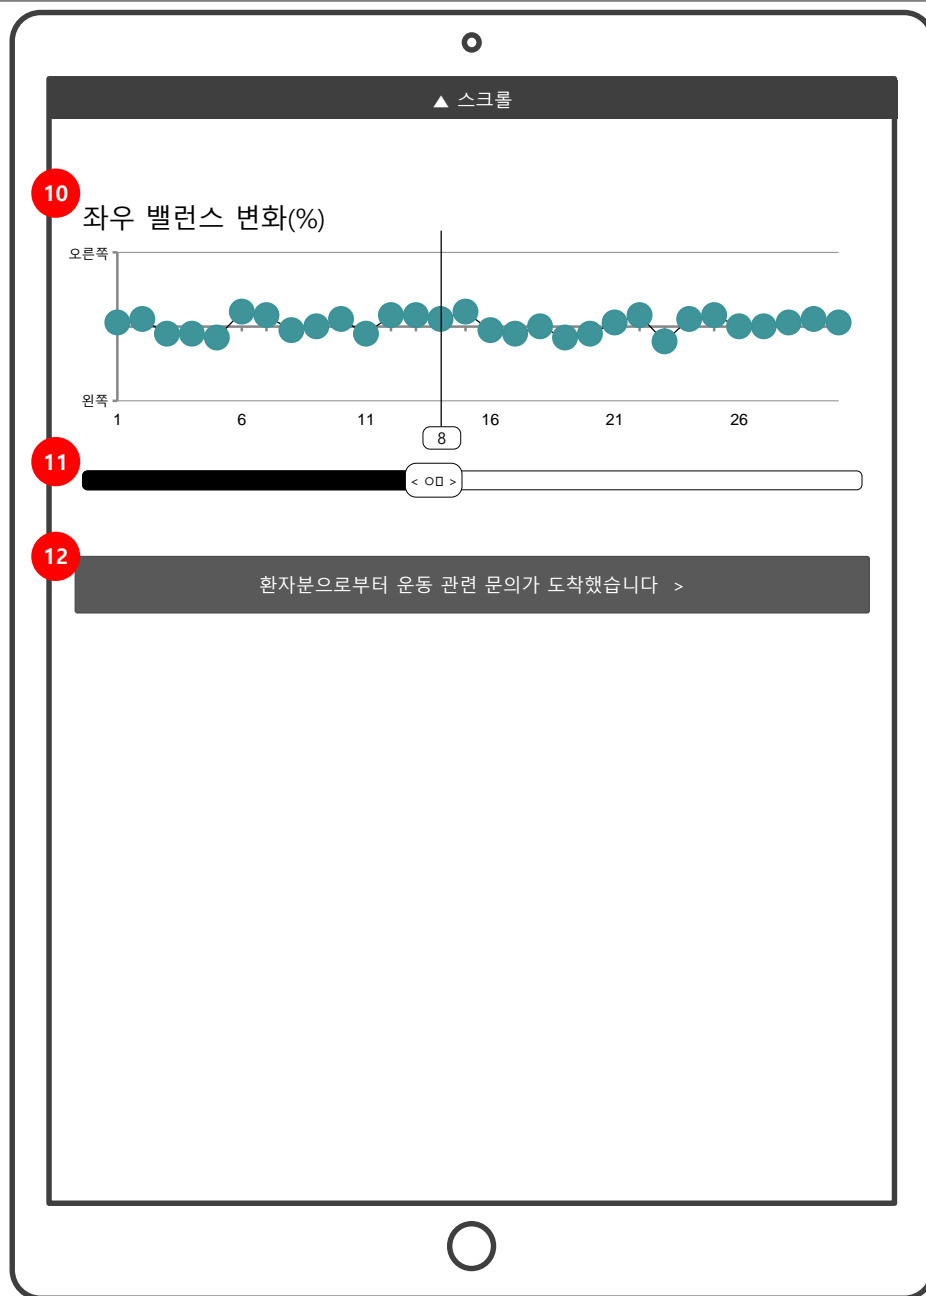 ▲ 스크롤
10
좌우 밸런스 변화(%)
오른쪽
왼쪽
1 6 11 16 21 26
8
11
< ㅇㅁ >
12
환자분으로부터 운동 관련 문의가 도착했습니다 >